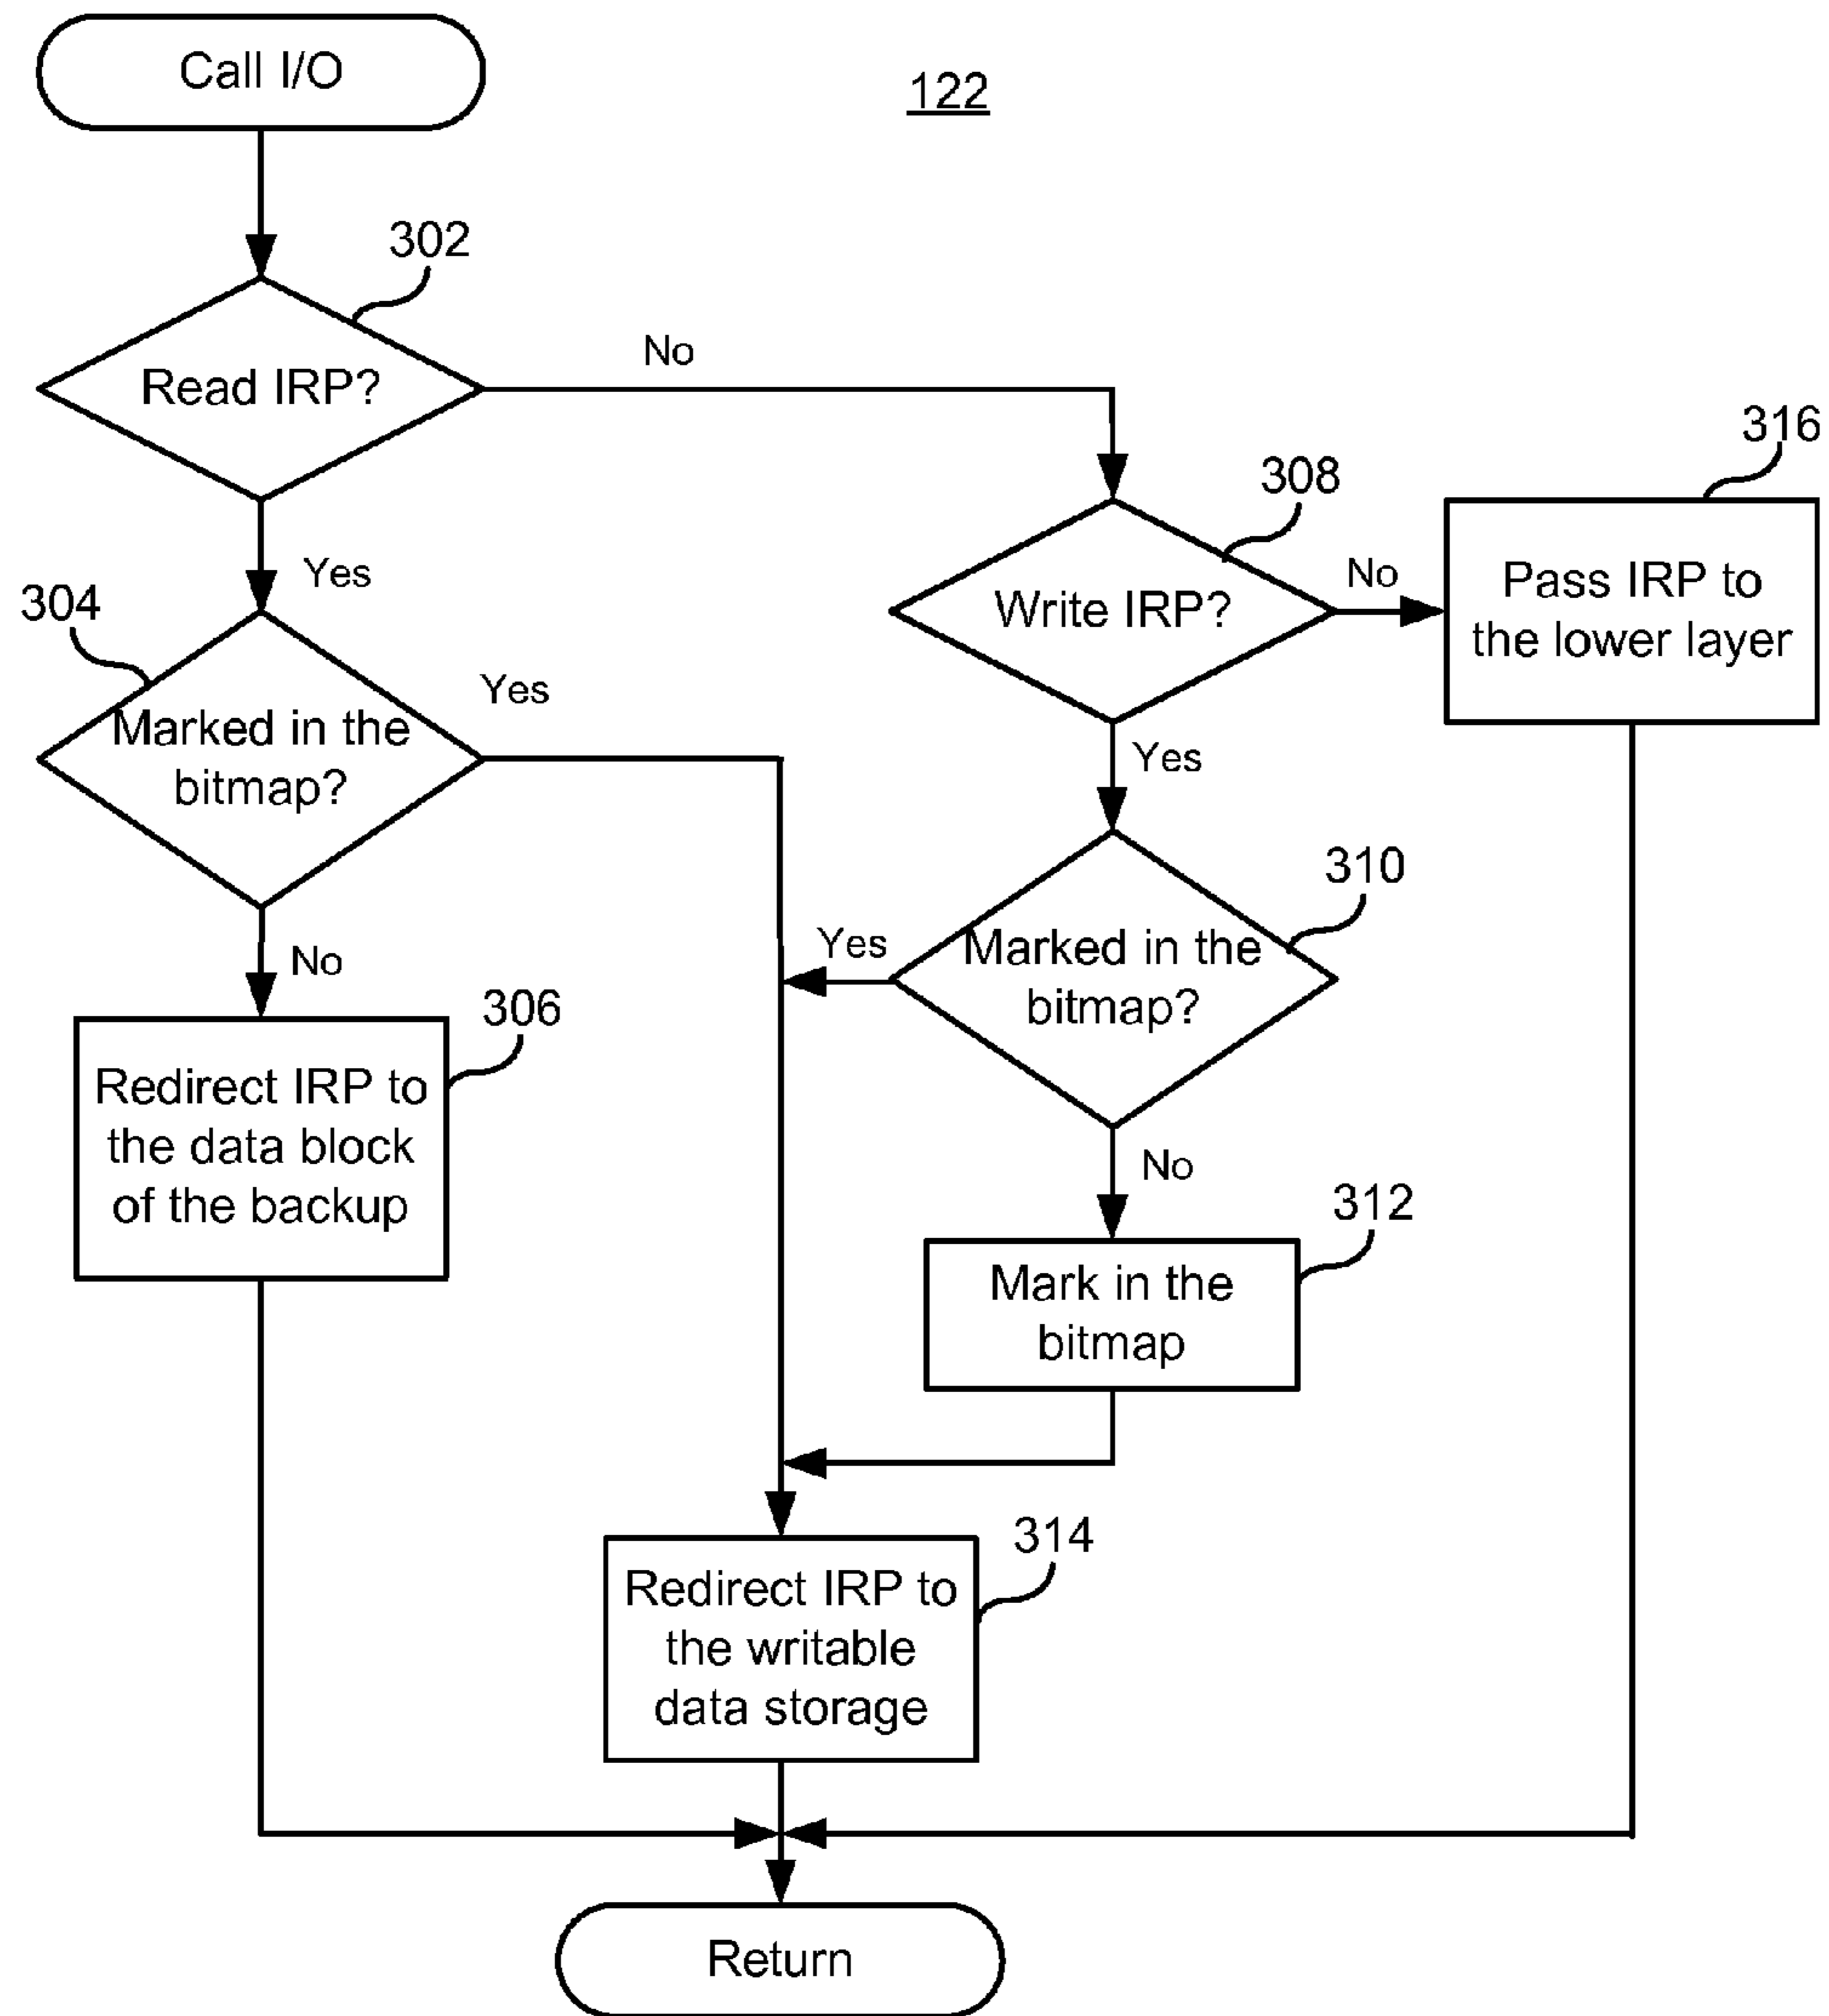 Call I/O
122
302
Read IRP?
No
316
308
Yes
304
Write IRP?
No
Pass IRP to
the lower layer
Marked in the
bitmap?
Yes
Yes
310
Marked in the
bitmap?
Yes
No
306
Redirect IRP to
the data block
of the backup
No
312
Mark in the
bitmap
314
Redirect IRP to
the writable
data storage
Return